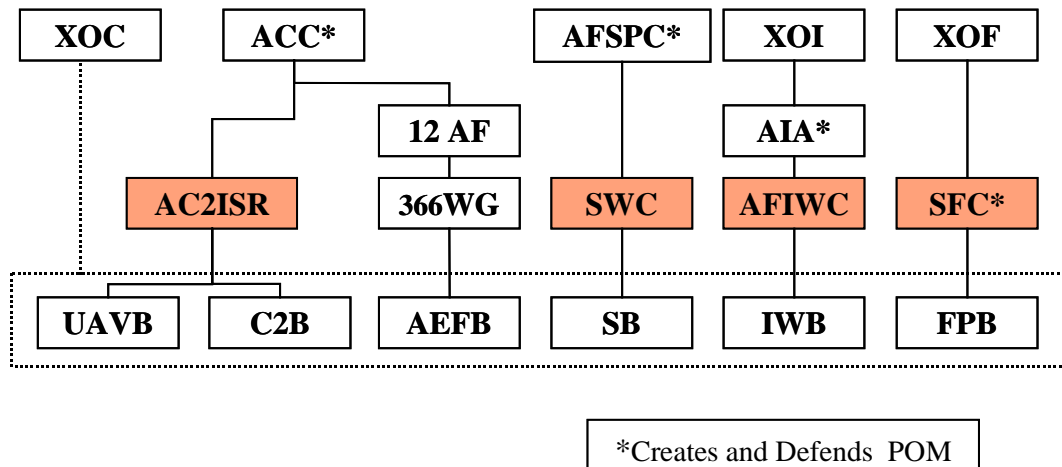 XOC ACC* AFSPC* XOI XOF
12 AF AIA*
AC2ISR 366WG SWC AFIWC SFC*
UAVB C2B AEFB SB IWB FPB
*Creates and Defends POM